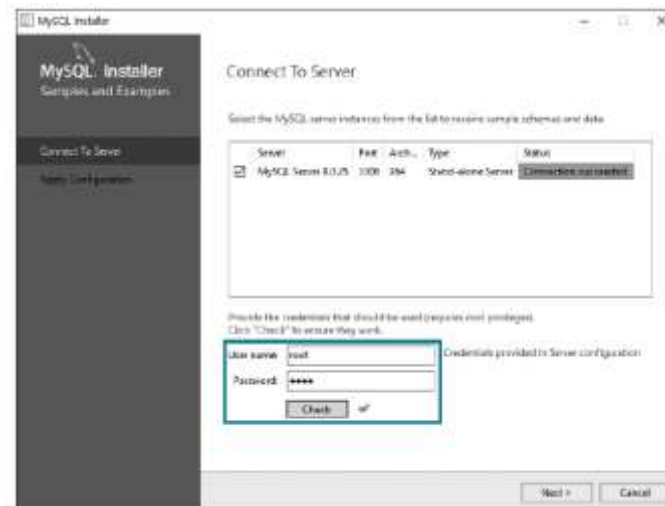 MySQL Installer
MySQL. Installer
Samples and Examples
Connect To Server
Connect To Server
Apply Configuration
Select the MySQL server instances from the list to receive sample schemas and data.
Server Port Arch... Type Status
MySQL Server 8.0.25 3306 X64 Stand-alone Server Connection succeeded.
Provide the credentials that should be used (requires root privileges).
Click "Check" to ensure they work.
User name: root Credentials provided in Server configuration
Password: ****
Check
Next > Cancel